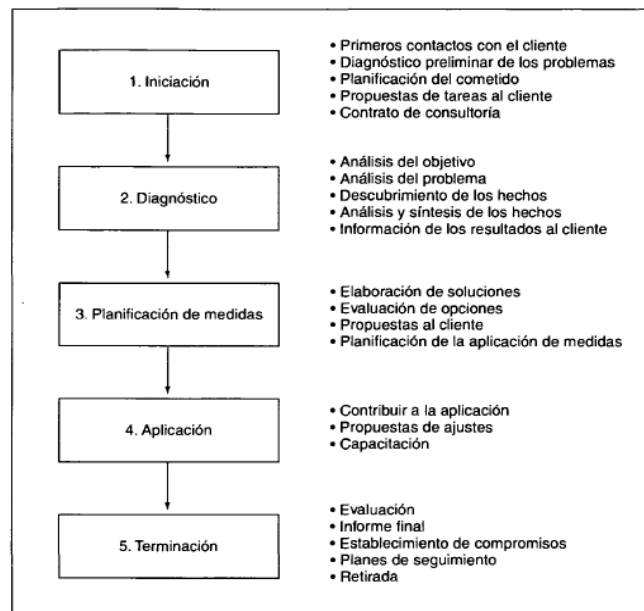 1. Iniciación
• Primeros contactos con el cliente
• Diagnóstico preliminar de los problemas
• Planificación del cometido
• Propuestas de tareas al cliente
• Contrato de consultoría
2. Diagnóstico
• Análisis del objetivo
• Análisis del problema
• Descubrimiento de los hechos
• Análisis y síntesis de los hechos
• Información de los resultados al cliente
3. Planificación de medidas
• Elaboración de soluciones
• Evaluación de opciones
• Propuestas al cliente
• Planificación de la aplicación de medidas
4. Aplicación
• Contribuir a la aplicación
• Propuestas de ajustes
• Capacitación
5. Terminación
• Evaluación
• Informe final
• Establecimiento de compromisos
• Planes de seguimiento
• Retirada